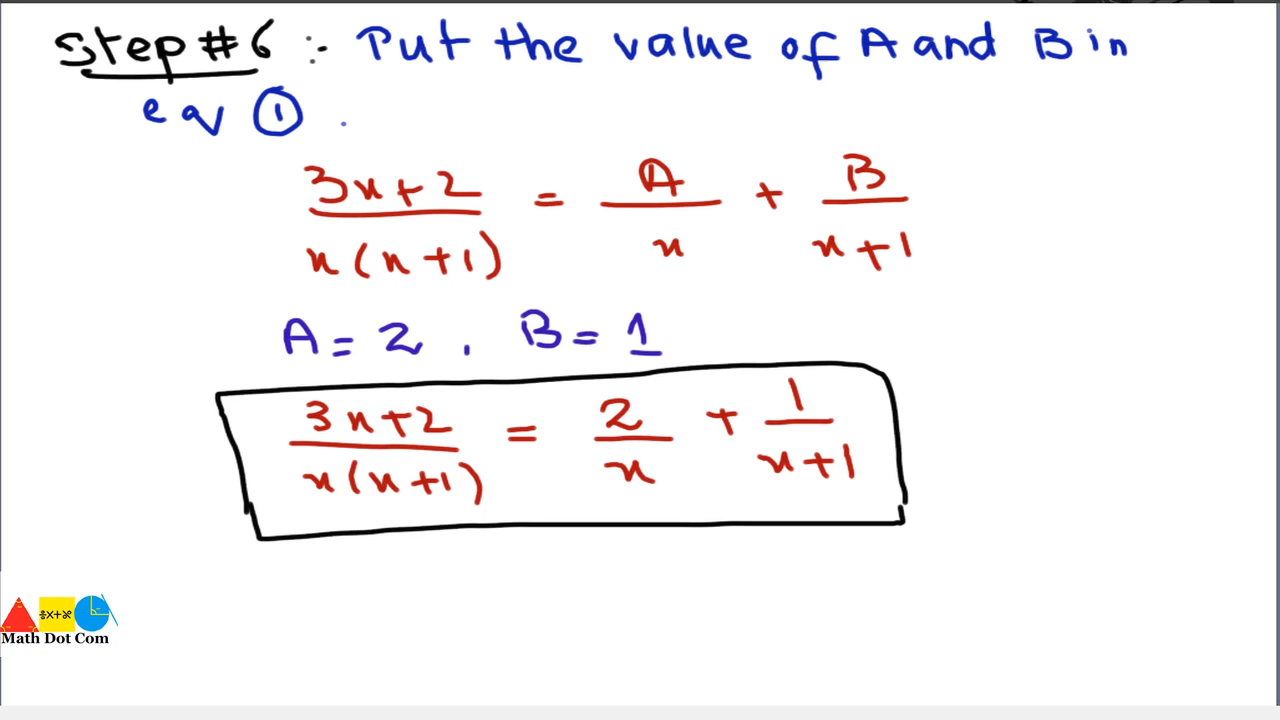 Step #6 :- Put the value of A and B in
eq ① .
3x+2 / x(x+1) = A / x + B / x+1
A = 2 , B = 1
3x+2 / x(x+1) = 2 / x + 1 / x+1
Math Dot Com